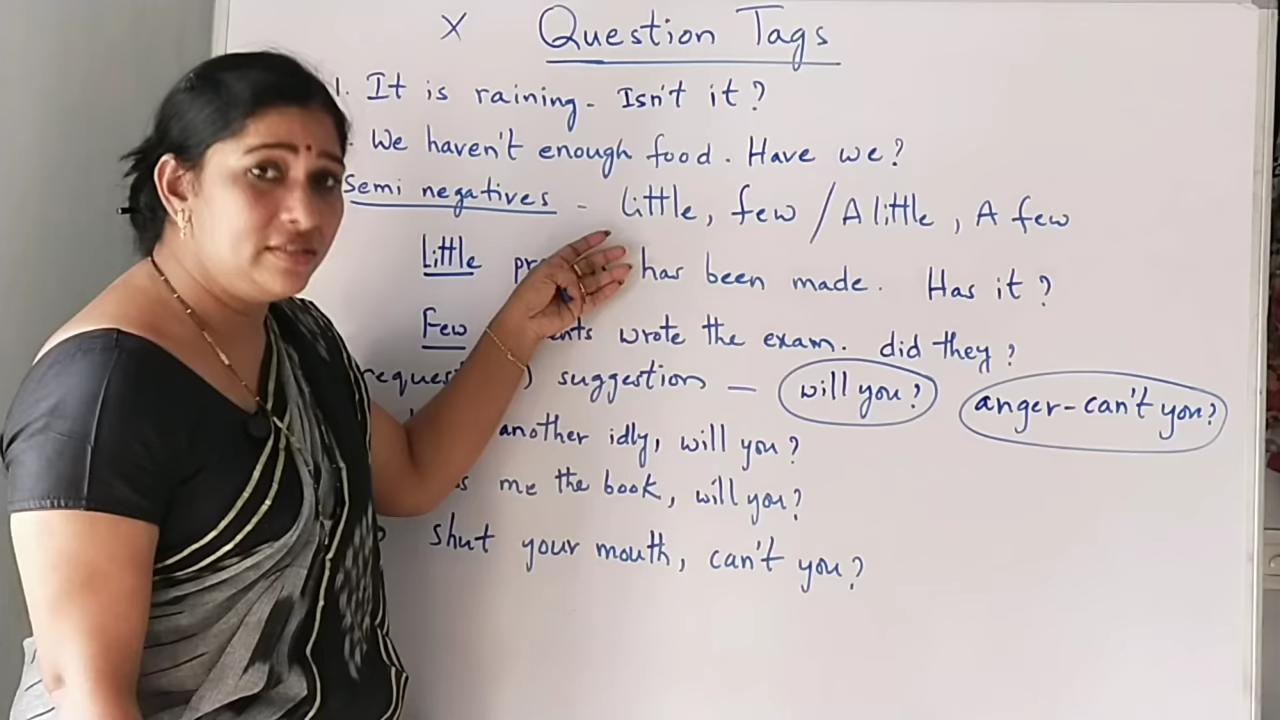 X Question Tags
1. It is raining - Isn't it?
We haven't enough food. Have we?
Semi negatives - Little, few / A little, A few
Little has been made. Has it?
Few wrote the exam. did they?
suggestion - will you? anger - can't you?
another idly, will you?
me the book, will you?
shut your mouth, can't you?